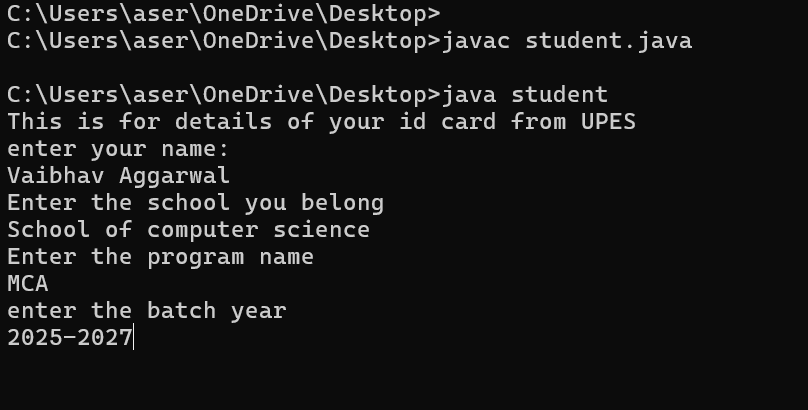 C:\Users\aser\OneDrive\Desktop>
C:\Users\aser\OneDrive\Desktop>javac student.java
C:\Users\aser\OneDrive\Desktop>java student
This is for details of your id card from UPES
enter your name:
Vaibhav Aggarwal
Enter the school you belong
School of computer science
Enter the program name
MCA
enter the batch year
2025-2027